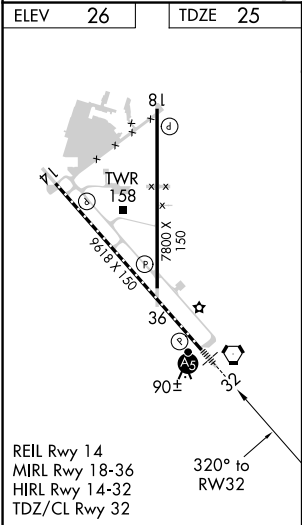 ELEV 26
TDZE 25
18
P
14
TWR
158
P
7800 X 150
9618 X 150
P
36
P
A5
90±
32
320° to
RW32
REIL Rwy 14
MIRL Rwy 18-36
HIRL Rwy 14-32
TDZ/CL Rwy 32